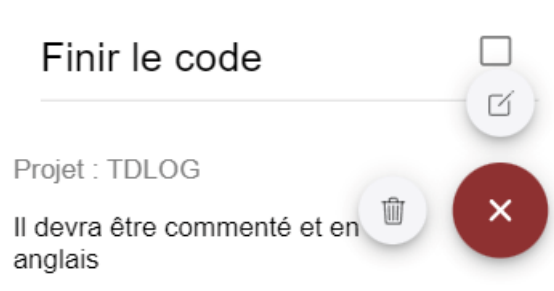 Finir le code
Projet : TDLOG
Il devra être commenté et en
anglais